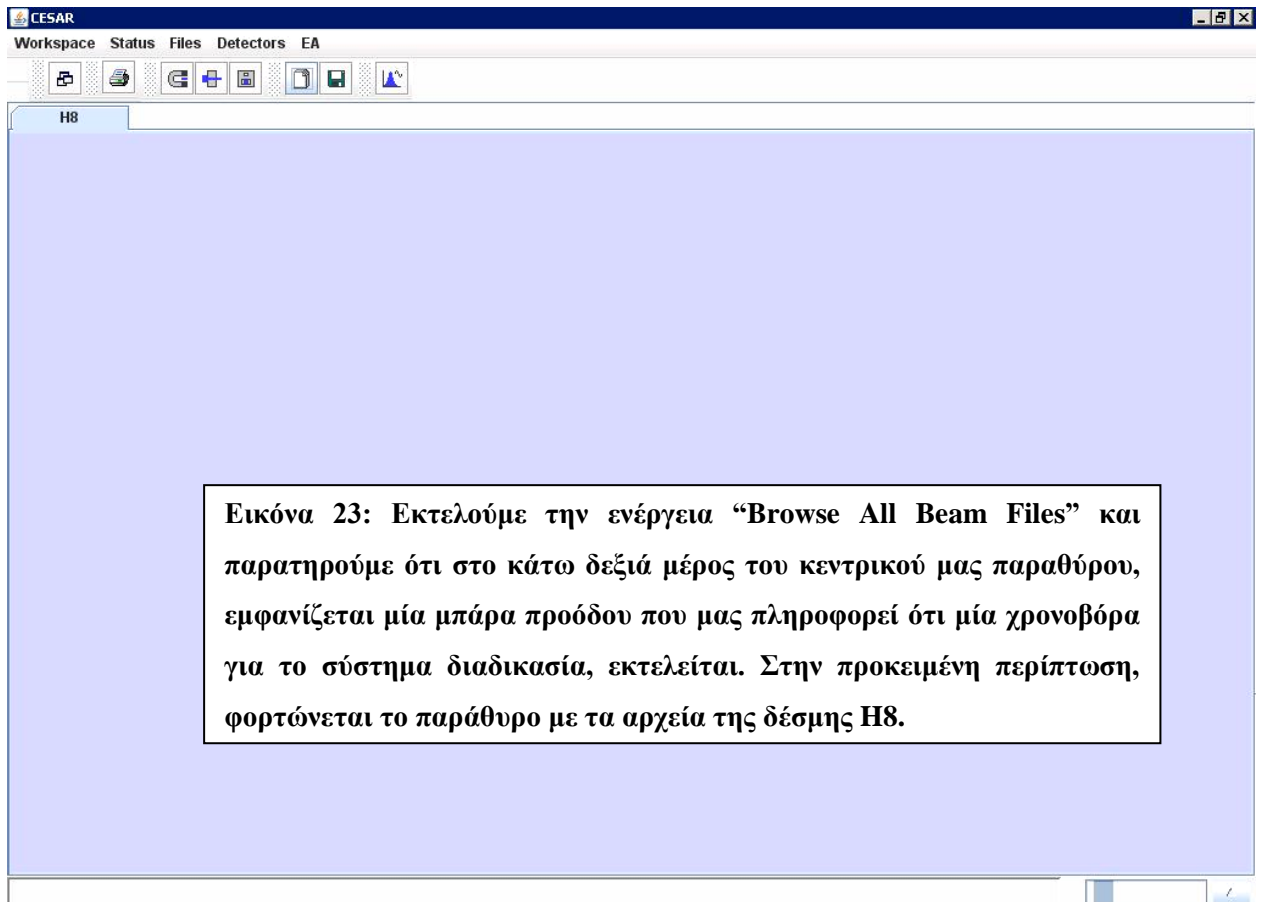 CESAR
Workspace Status Files Detectors EA
H8
Εικόνα 23: Εκτελούμε την ενέργεια “Browse All Beam Files” και
παρατηρούμε ότι στο κάτω δεξιά μέρος του κεντρικού μας παραθύρου,
εμφανίζεται μία μπάρα προόδου που μας πληροφορεί ότι μία χρονοβόρα
για το σύστημα διαδικασία, εκτελείται. Στην προκειμένη περίπτωση,
φορτώνεται το παράθυρο με τα αρχεία της δέσμης H8.